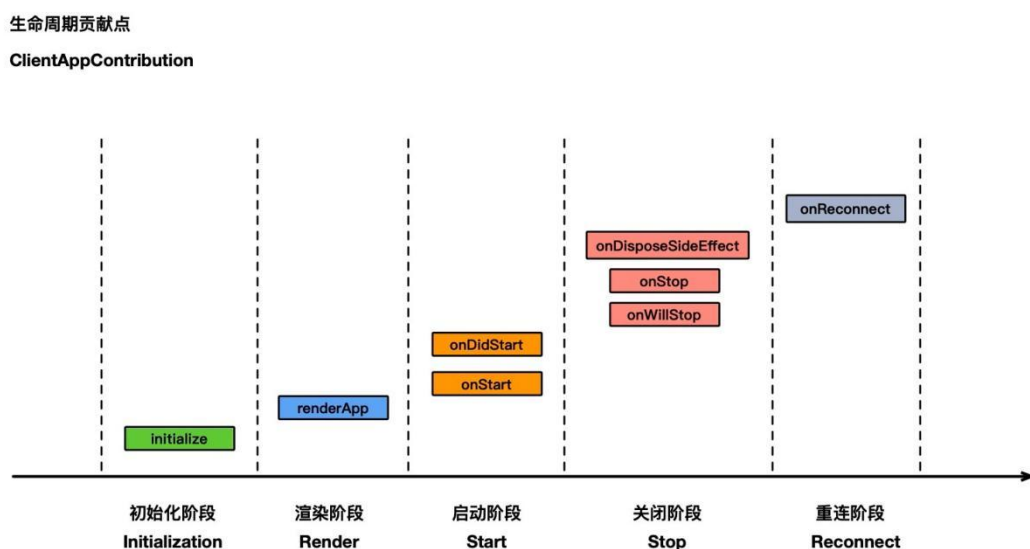 生命周期贡献点
ClientAppContribution
onReconnect
onDisposeSideEffect
onStop
onWillStop
onDidStart
onStart
renderApp
initialize
初始化阶段 渲染阶段 启动阶段 关闭阶段 重连阶段
Initialization Render Start Stop Reconnect